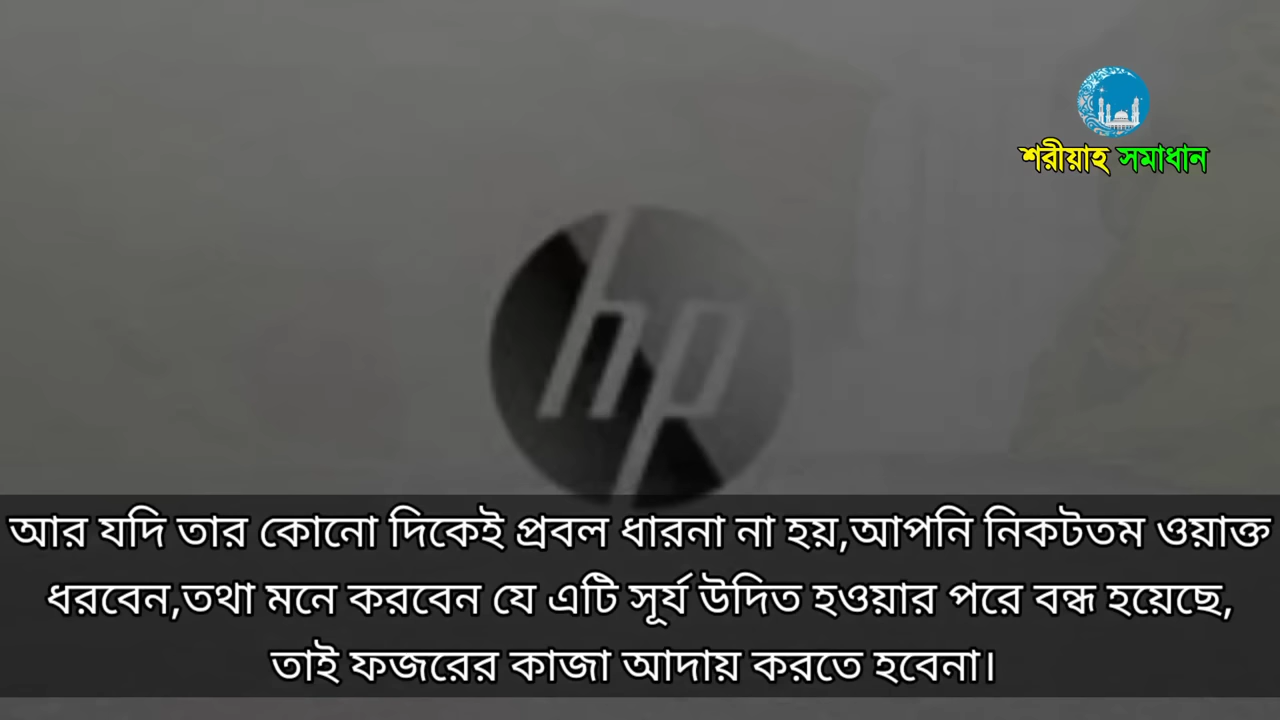 শরীয়াহ সমাধান
hp
আর যদি তার কোনো দিকেই প্রবল ধারনা না হয়,আপনি নিকটতম ওয়াক্ত
ধরবেন,তথা মনে করবেন যে এটি সূর্য উদিত হওয়ার পরে বন্ধ হয়েছে,
তাই ফজরের কাজা আদায় করতে হবেনা।